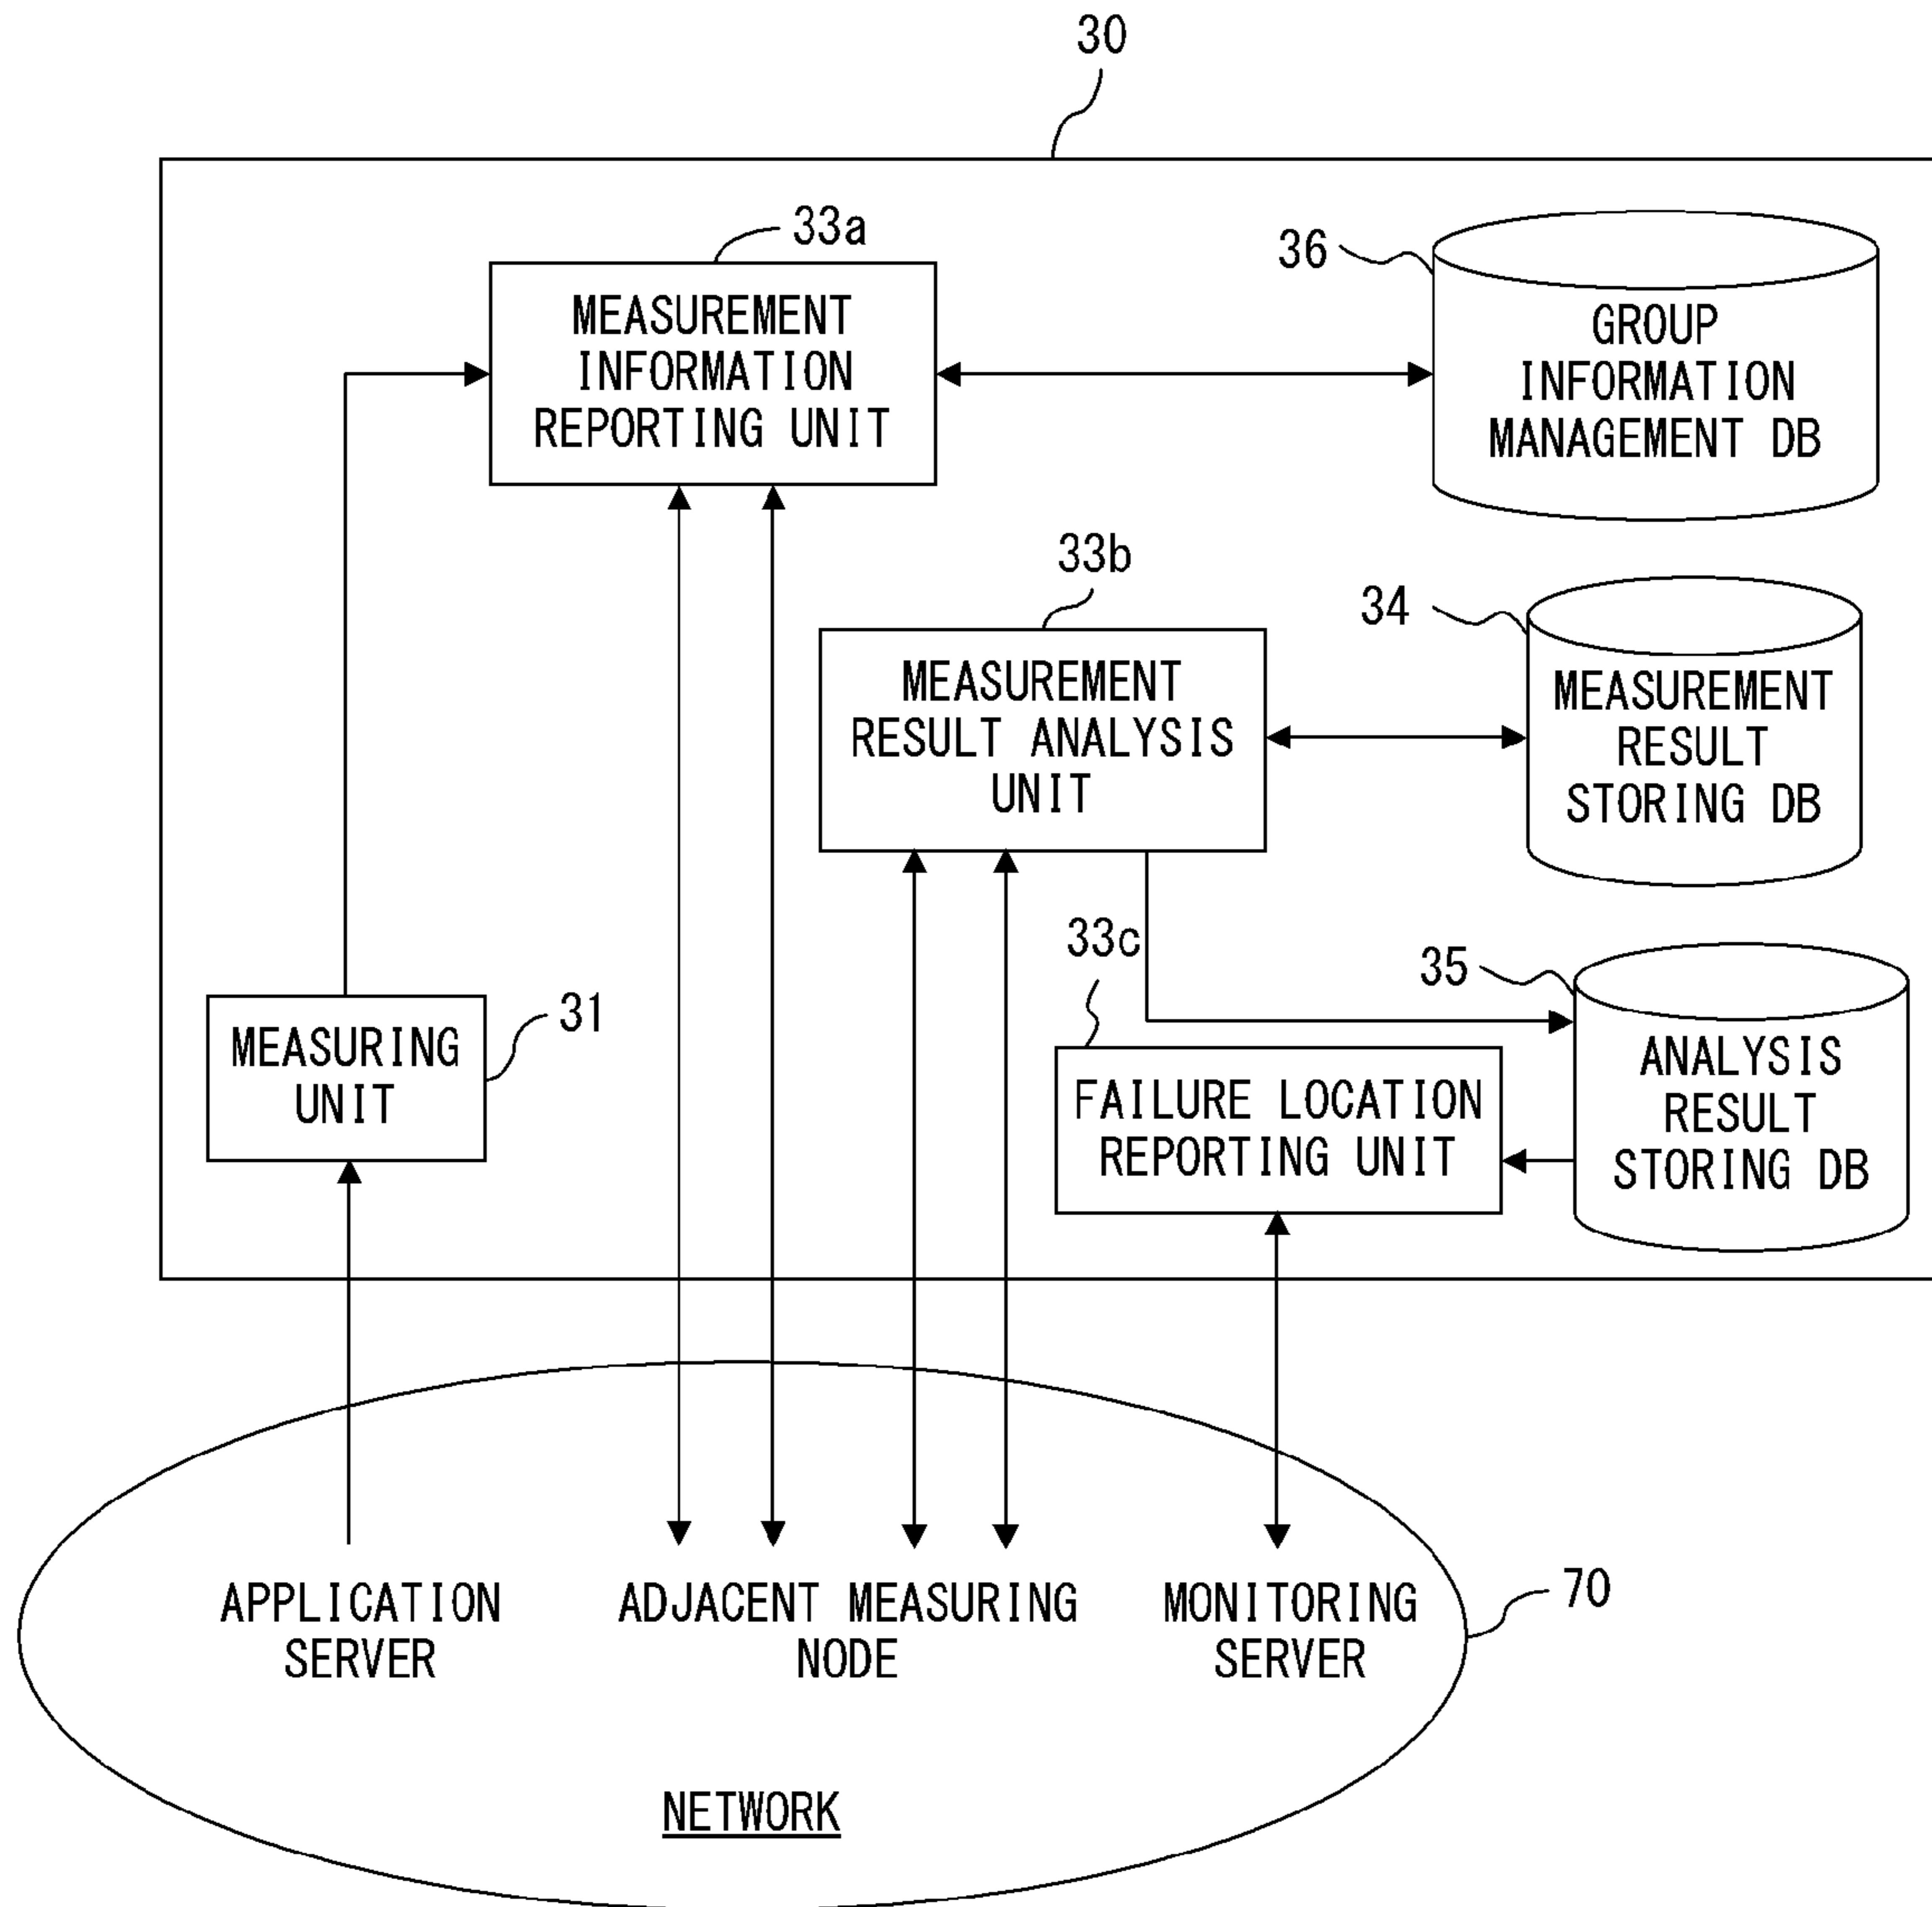 30
33a
MEASUREMENT
INFORMATION
REPORTING UNIT
36
GROUP
INFORMATION
MANAGEMENT DB
33b
MEASUREMENT
RESULT ANALYSIS
UNIT
34
MEASUREMENT
RESULT
STORING DB
33c
35
ANALYSIS
RESULT
STORING DB
31
MEASURING
UNIT
FAILURE LOCATION
REPORTING UNIT
APPLICATION
SERVER
ADJACENT MEASURING
NODE
MONITORING
SERVER
70
NETWORK